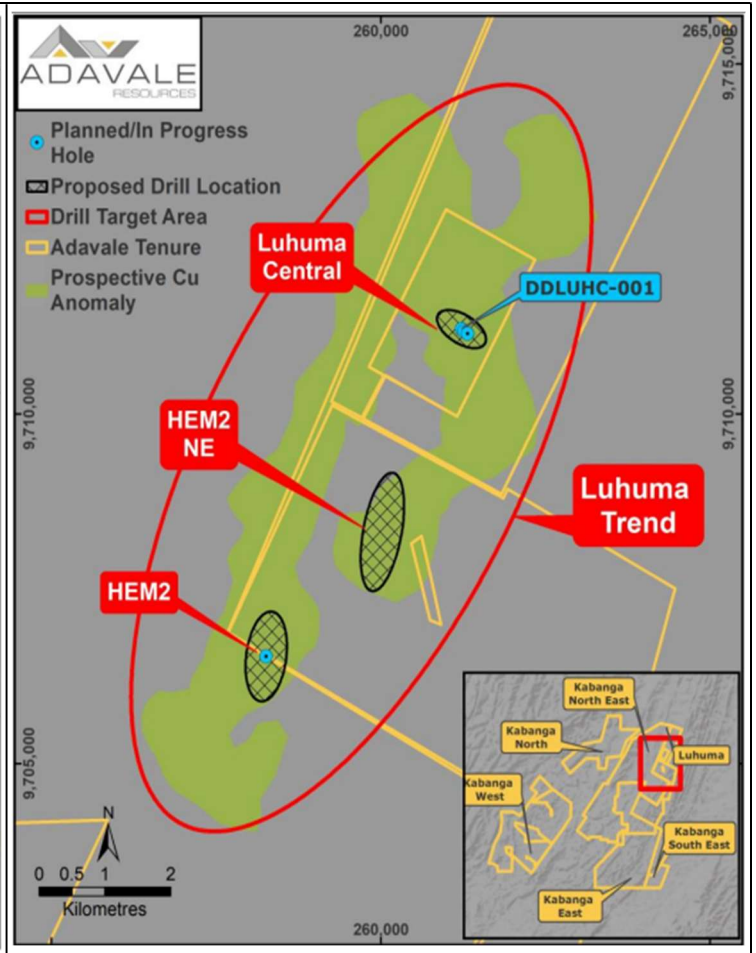 260,000
265,000
9,715,000
ADAVALE
RESOURCES
Planned/In Progress
Hole
Proposed Drill Location
Drill Target Area
Adavale Tenure
Prospective Cu
Anomaly
Luhuma
Central
DDLUHC-001
9,710,000
9,710,000
HEM2
NE
Luhuma
Trend
HEM2
9,705,000
Kabanga
North East
Kabanga
North
Luhuma
Kabanga
West
Kabanga
South East
Kabanga
East
N
0 0.5 1 2
Kilometres
260,000